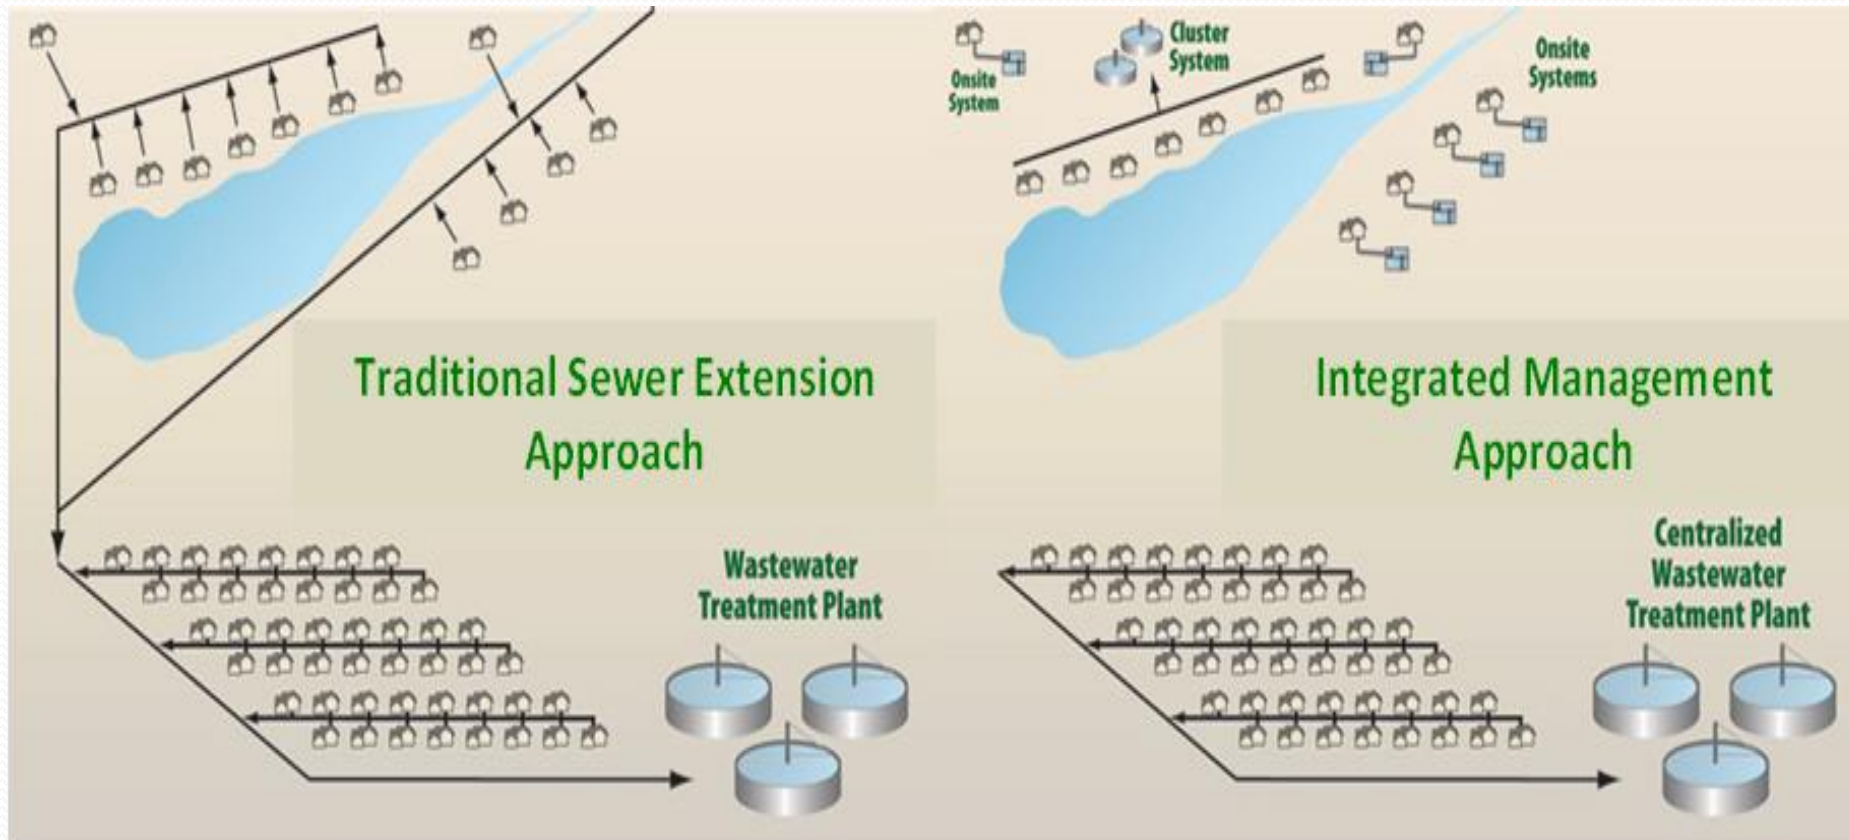 Traditional Sewer Extension
Approach
Wastewater
Treatment Plant
Onsite
System
Cluster
System
Onsite
Systems
Integrated Management
Approach
Centralized
Wastewater
Treatment Plant